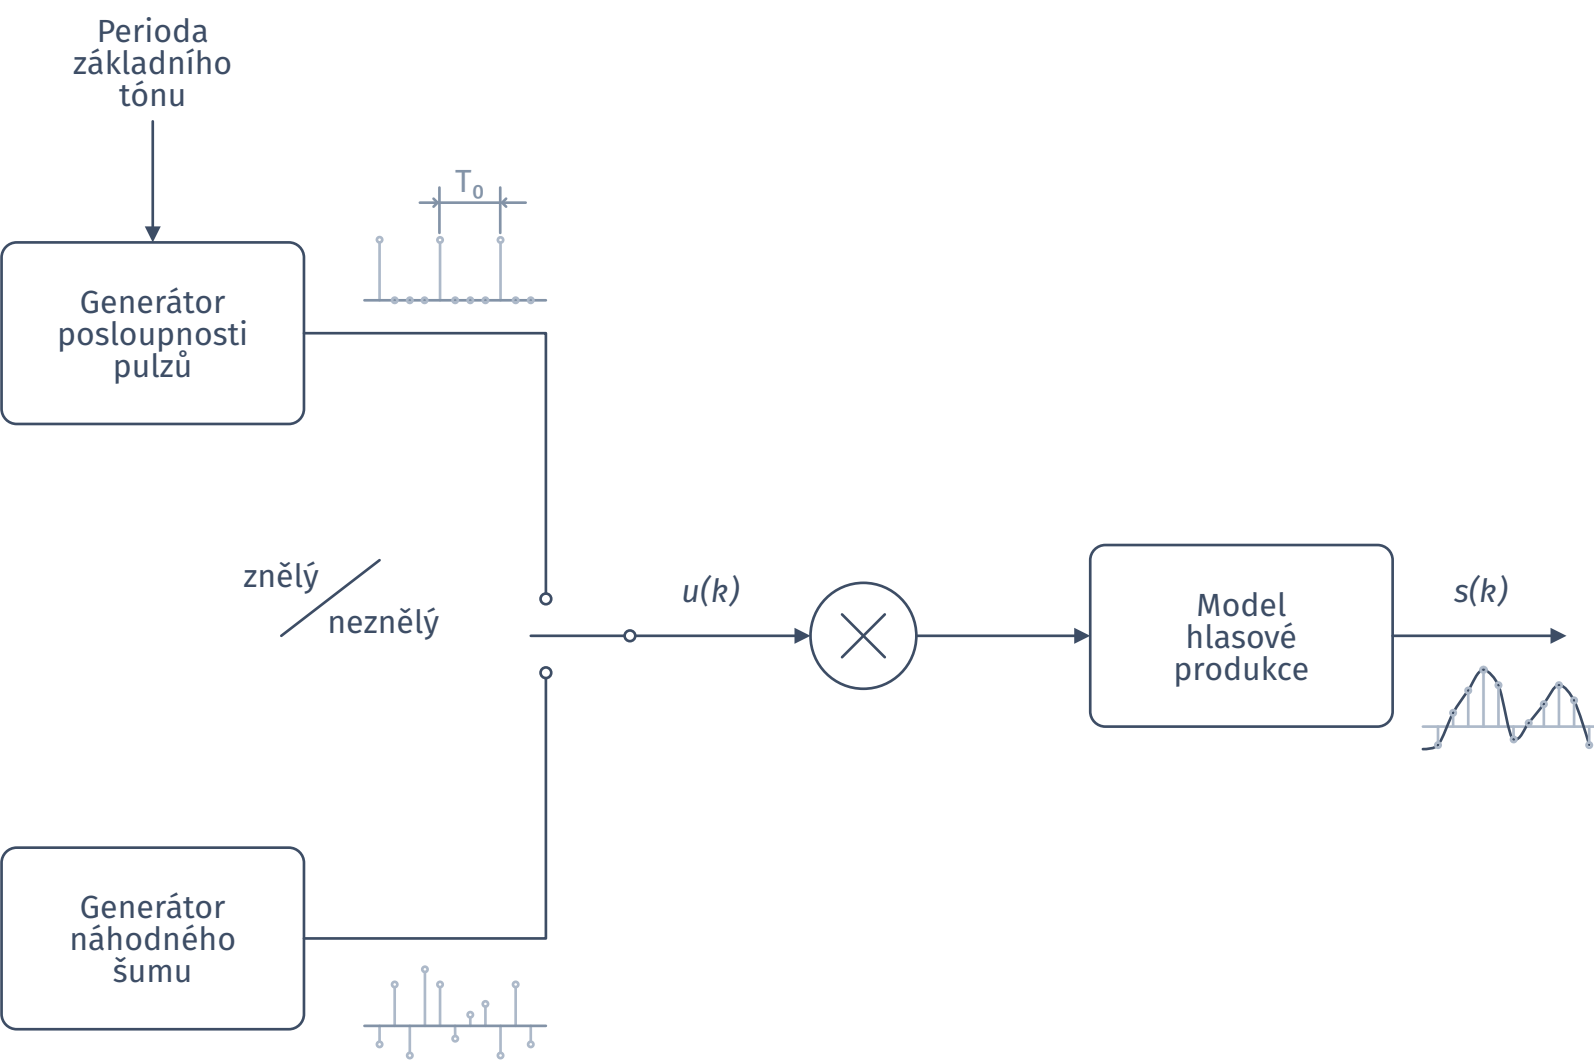 Perioda
základního
tónu
T₀
Generátor
posloupnosti
pulzů
znělý
neznělý
u(k)
Model
hlasové
produkce
s(k)
Generátor
náhodného
šumu